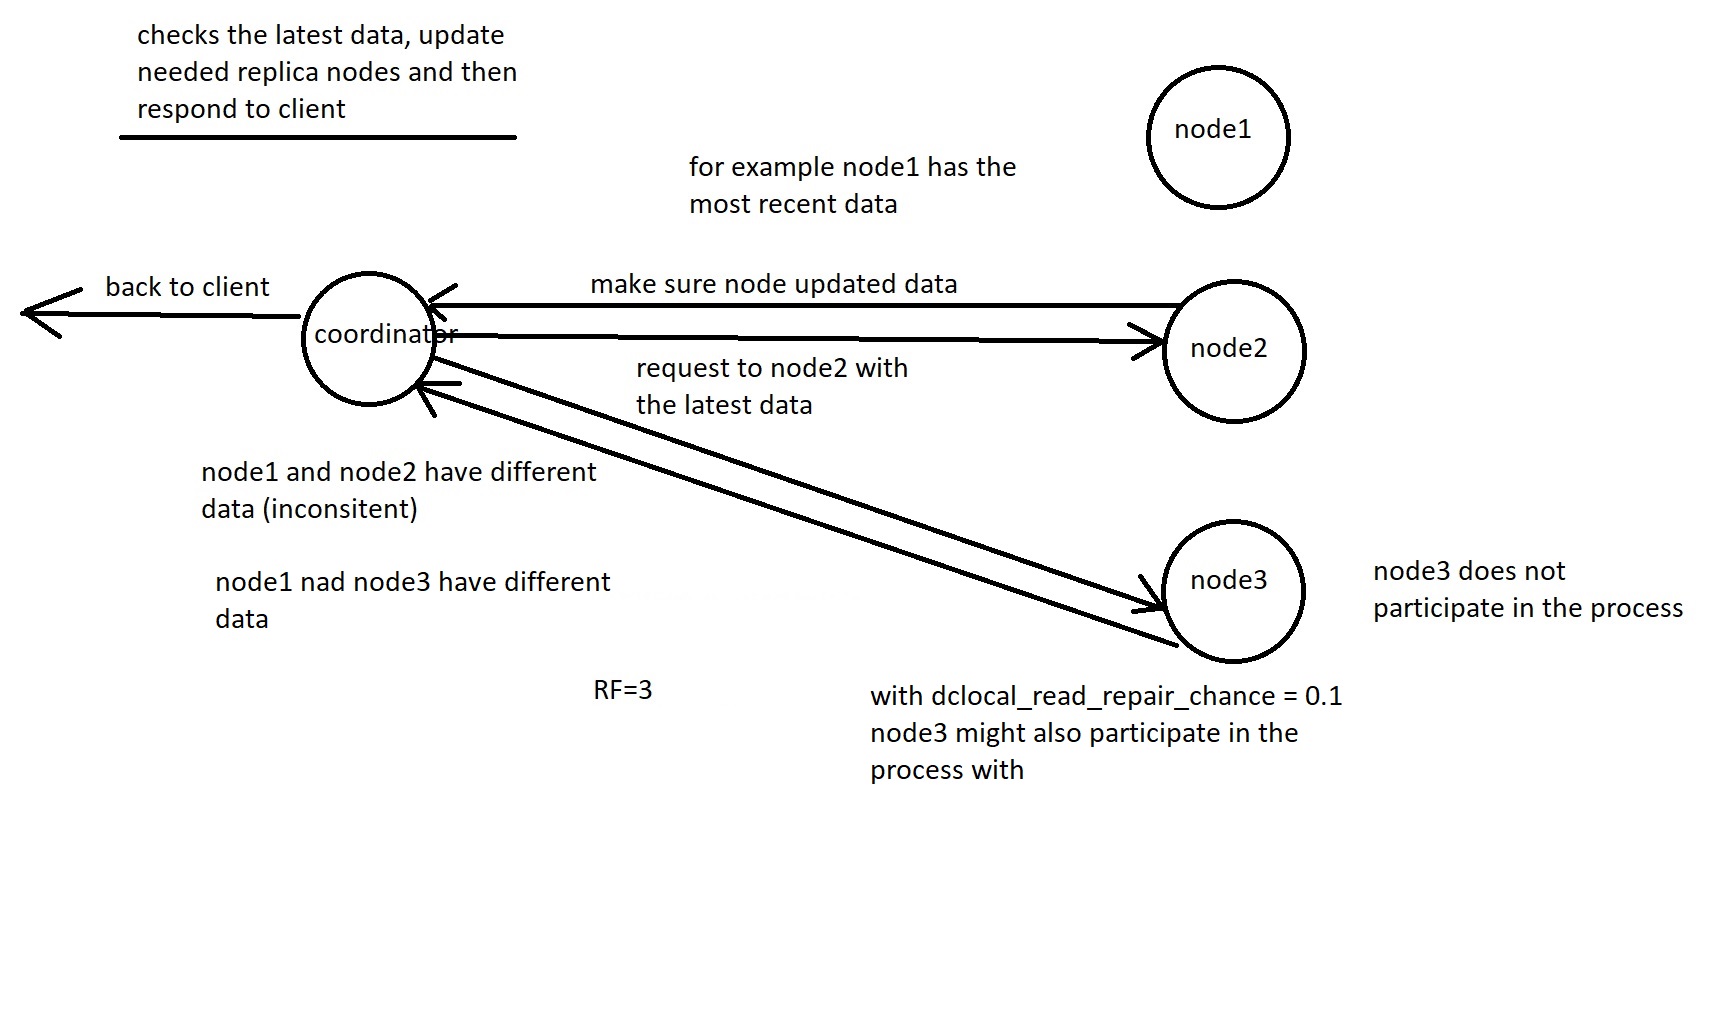 checks the latest data, update
needed replica nodes and then
respond to client
node1
for example node1 has the
most recent data
back to client
make sure node updated data
coordinator
node2
request to node2 with
the latest data
node1 and node2 have different
data (inconsitent)
node1 nad node3 have different
data
node3
node3 does not
participate in the process
RF=3
with dclocal_read_repair_chance = 0.1
node3 might also participate in the
process with